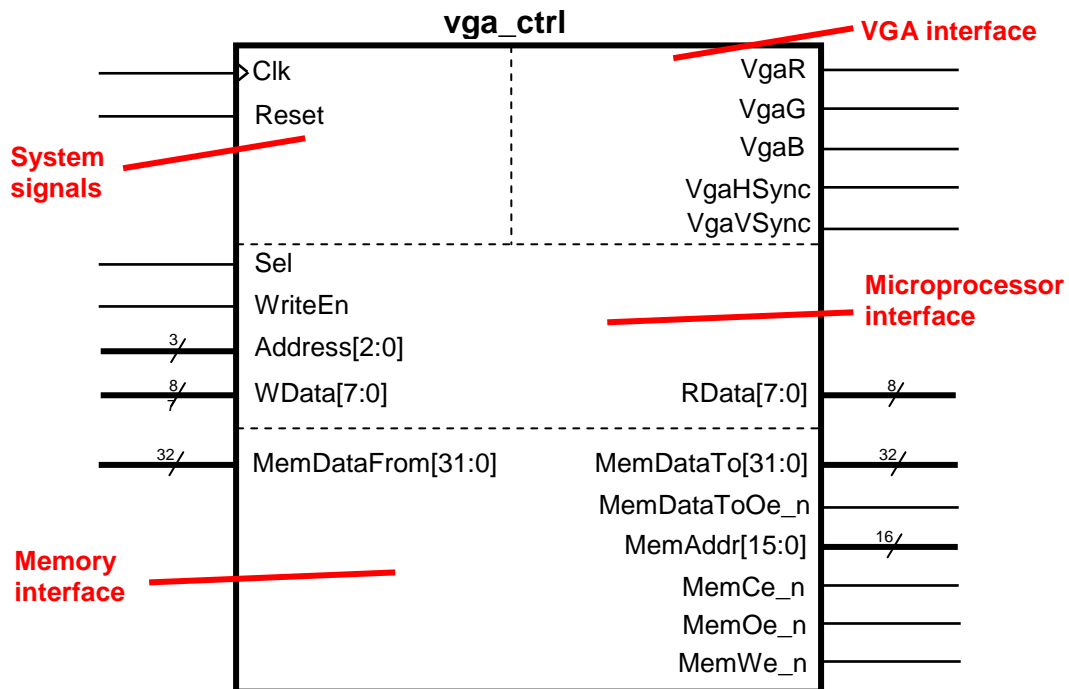 vga_ctrl
VGA interface
Clk
VgaR
Reset
VgaG
VgaB
System
signals
VgaHSync
VgaVSync
Sel
WriteEn
Microprocessor
interface
3
Address[2:0]
8
7
WData[7:0]
RData[7:0]
8
32
MemDataFrom[31:0]
MemDataTo[31:0]
32
MemDataToOe_n
MemAddr[15:0]
16
Memory
interface
MemCe_n
MemOe_n
MemWe_n